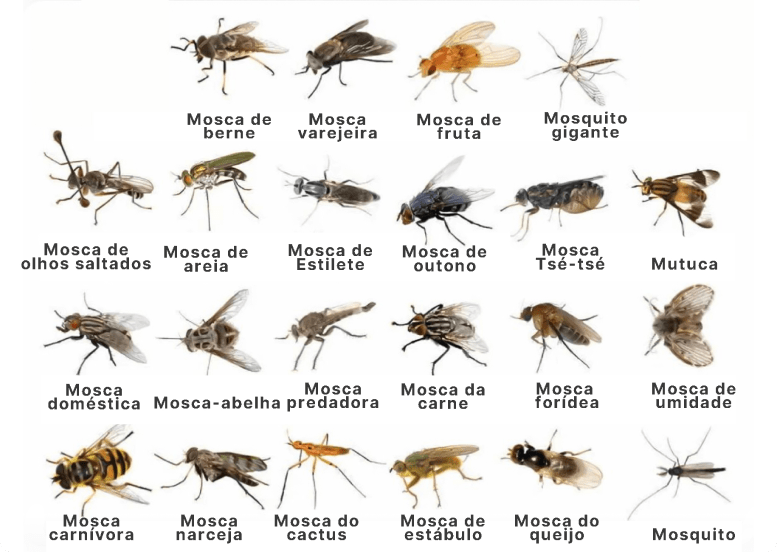 Mosca de
berne
Mosca
varejeira
Mosca de
fruta
Mosquito
gigante
Mosca de
olhos saltados
Mosca de
areia
Mosca de
Estilete
Mosca de
outono
Mosca
Tsé-tsé
Mutuca
Mosca
doméstica
Mosca-abelha
Mosca
predadora
Mosca da
carne
Mosca
forídea
Mosca de
umidade
Mosca
carnívora
Mosca
narceja
Mosca do
cactus
Mosca de
estábulo
Mosca do
queijo
Mosquito